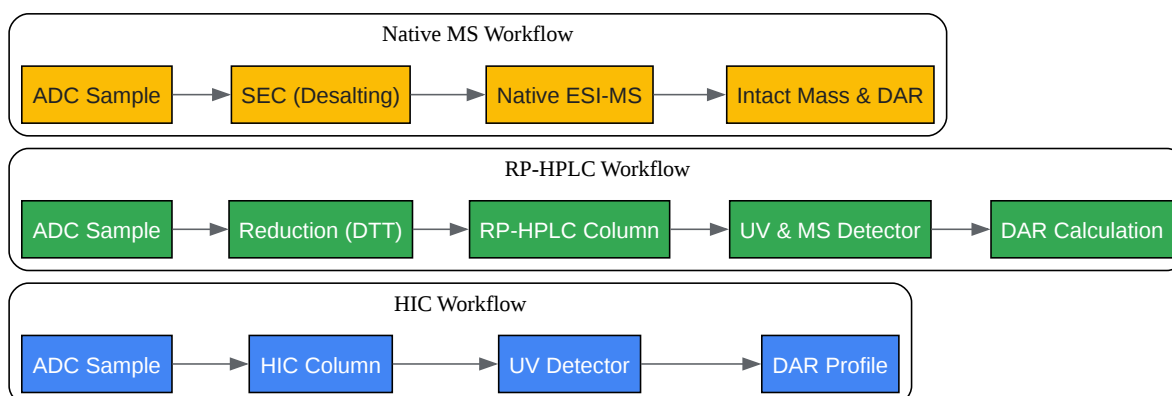 Native MS Workflow
ADC Sample
SEC (Desalting)
Native ESI-MS
Intact Mass & DAR
RP-HPLC Workflow
ADC Sample
Reduction (DTT)
RP-HPLC Column
UV & MS Detector
DAR Calculation
HIC Workflow
ADC Sample
HIC Column
UV Detector
DAR Profile